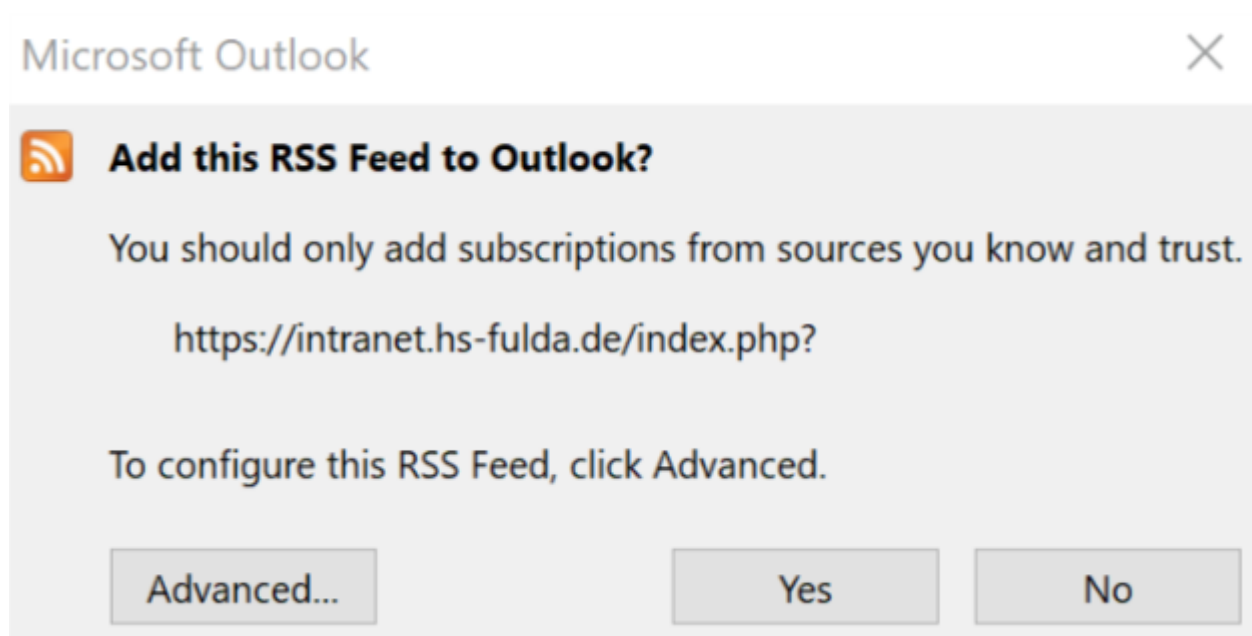 Microsoft Outlook
Add this RSS Feed to Outlook?
You should only add subscriptions from sources you know and trust.
https://intranet.hs-fulda.de/index.php?
To configure this RSS Feed, click Advanced.
Advanced... Yes No